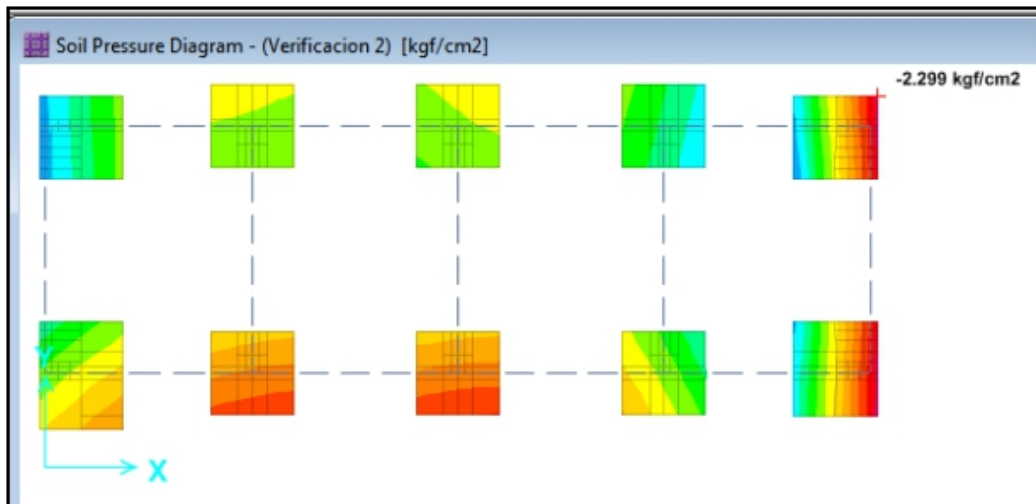 Soil Pressure Diagram - (Verificacion 2) [kgf/cm2]
-2.299 kgf/cm2
Y
X